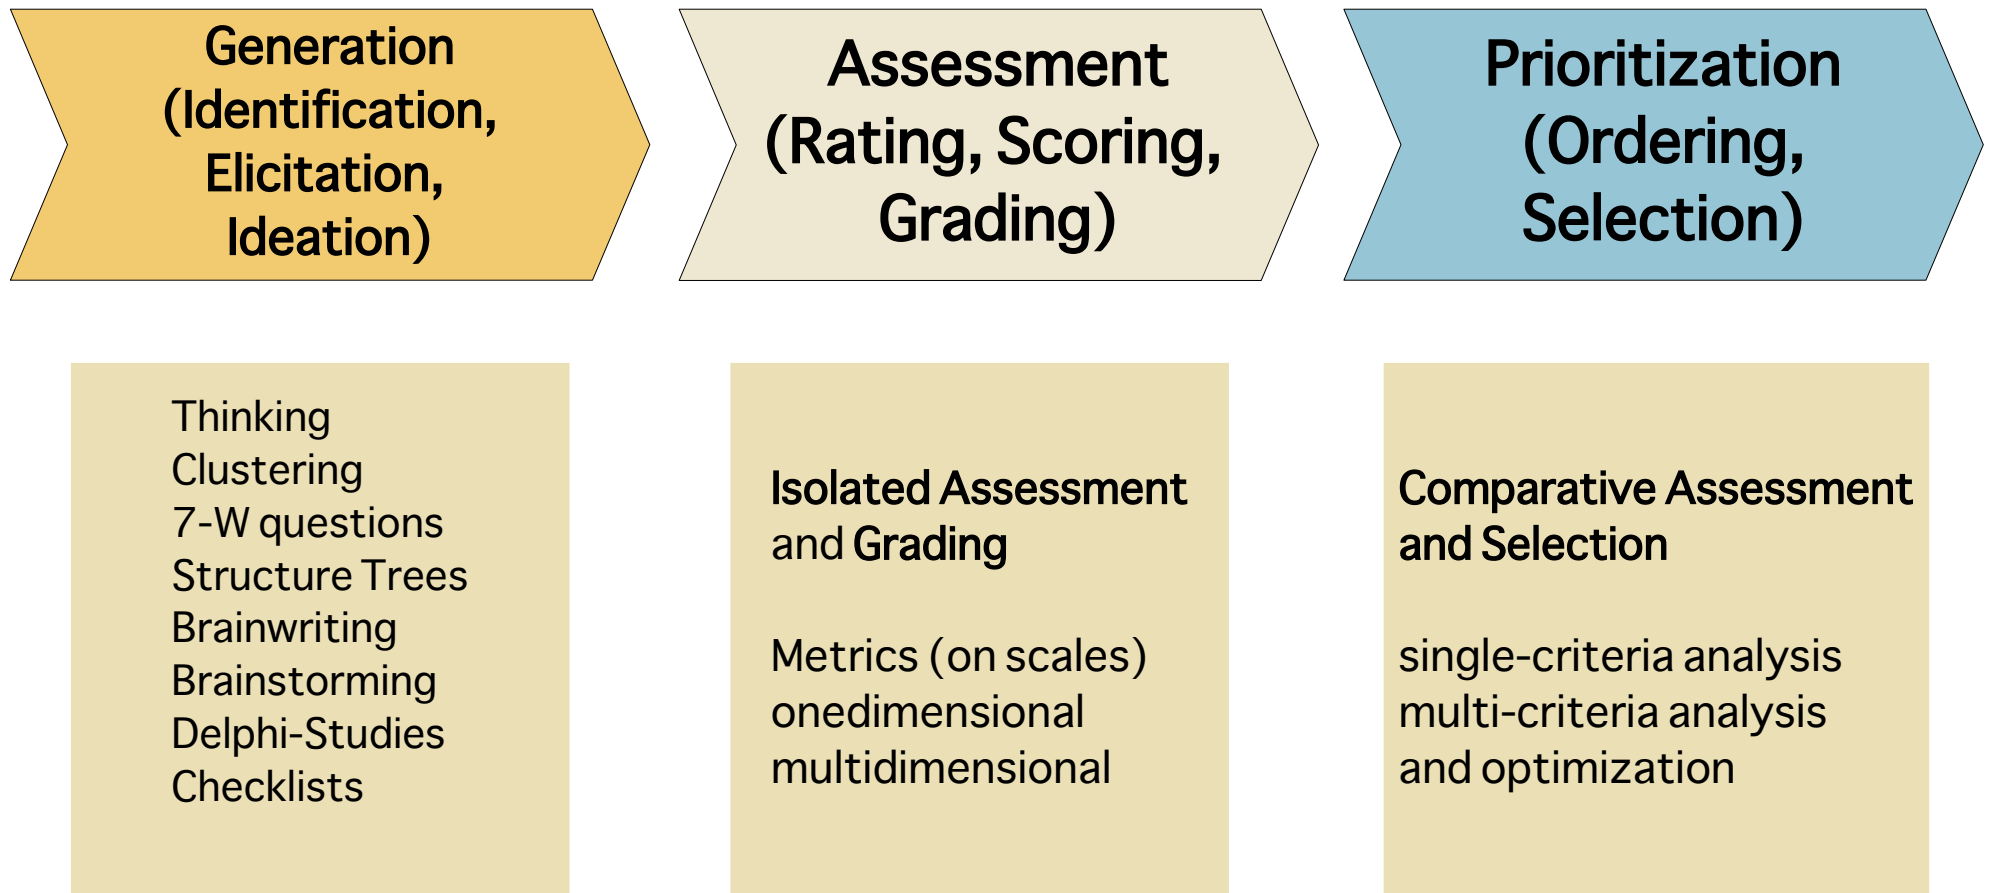 Generation
(Identification,
Elicitation,
Ideation)
Assessment
(Rating, Scoring,
Grading)
Prioritization
(Ordering,
Selection)
Thinking
Clustering
7-W questions
Structure Trees
Brainwriting
Brainstorming
Delphi-Studies
Checklists
Isolated Assessment
and Grading
Metrics (on scales)
onedimensional
multidimensional
Comparative Assessment
and Selection
single-criteria analysis
multi-criteria analysis
and optimization